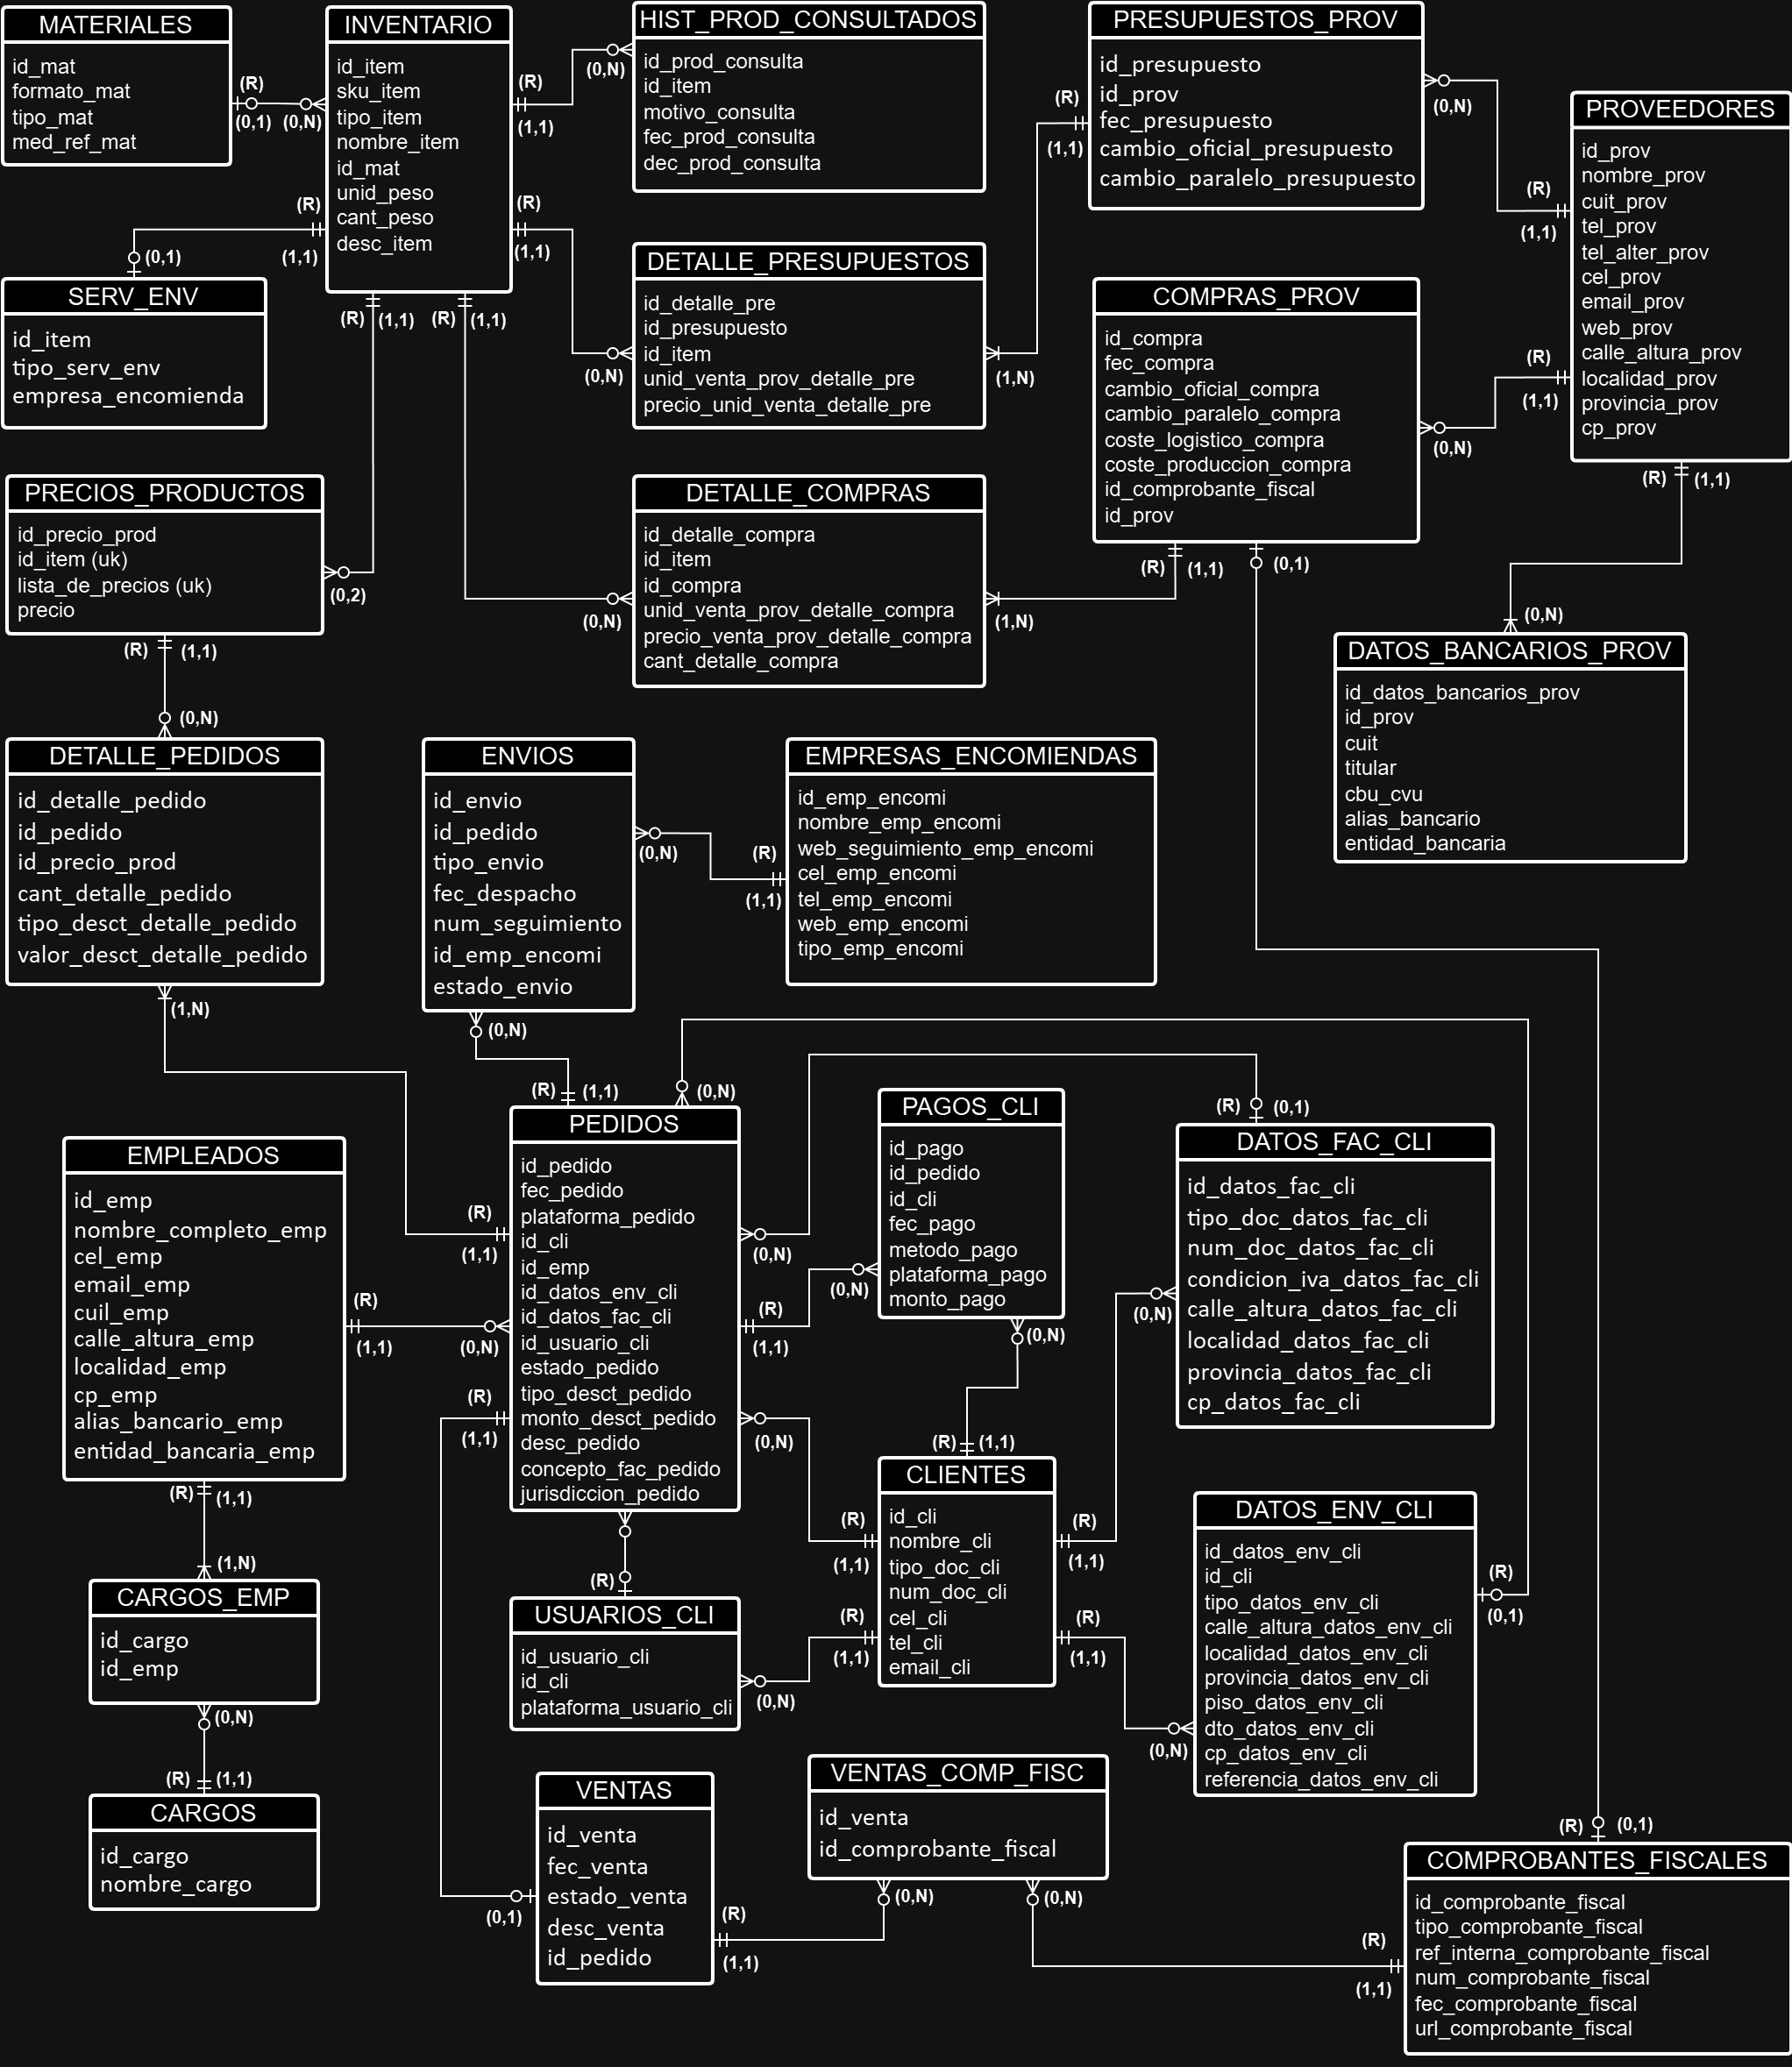 MATERIALES
id_mat
formato_mat
tipo_mat
med_ref_mat
(R)
(0,1)
(0,N)
INVENTARIO
id_item
sku_item
tipo_item
nombre_item
id_mat
unid_peso
cant_peso
desc_item
(R)
(1,1)
(0,N)
HIST_PROD_CONSULTADOS
id_prod_consulta
id_item
motivo_consulta
fec_prod_consulta
dec_prod_consulta
PRESUPUESTOS_PROV
id_presupuesto
id_prov
fec_presupuesto
cambio_oficial_presupuesto
cambio_paralelo_presupuesto
(R)
(1,1)
(0,N)
(R)
(1,1)
PROVEEDORES
id_prov
nombre_prov
cuit_prov
tel_prov
tel_alter_prov
cel_prov
email_prov
web_prov
calle_altura_prov
localidad_prov
provincia_prov
cp_prov
(R)
(1,1)
(0,1)
SERV_ENV
id_item
tipo_serv_env
empresa_encomienda
(R)
(1,1)
(R)
(1,1)
(R)
(1,1)
(0,N)
DETALLE_PRESUPUESTOS
id_detalle_pre
id_presupuesto
id_item
unid_venta_prov_detalle_pre
precio_unid_venta_detalle_pre
(1,N)
COMPRAS_PROV
id_compra
fec_compra
cambio_oficial_compra
cambio_paralelo_compra
coste_logistico_compra
coste_produccion_compra
id_comprobante_fiscal
id_prov
(R)
(1,1)
(0,N)
(R)
(1,1)
PRECIOS_PRODUCTOS
id_precio_prod
id_item (uk)
lista_de_precios (uk)
precio
(0,2)
(R)
(1,1)
(0,N)
DETALLE_COMPRAS
id_detalle_compra
id_item
id_compra
unid_venta_prov_detalle_compra
precio_venta_prov_detalle_compra
cant_detalle_compra
(0,N)
(1,N)
(R)
(1,1)
(0,1)
(0,N)
DATOS_BANCARIOS_PROV
id_datos_bancarios_prov
id_prov
cuit
titular
cbu_cvu
alias_bancario
entidad_bancaria
DETALLE_PEDIDOS
id_detalle_pedido
id_pedido
id_precio_prod
cant_detalle_pedido
tipo_desct_detalle_pedido
valor_desct_detalle_pedido
(1,N)
ENVIOS
id_envio
id_pedido
tipo_envio
fec_despacho
num_seguimiento
id_emp_encomi
estado_envio
(0,N)
(R)
(1,1)
(0,N)
EMPRESAS_ENCOMIENDAS
id_emp_encomi
nombre_emp_encomi
web_seguimiento_emp_encomi
cel_emp_encomi
tel_emp_encomi
web_emp_encomi
tipo_emp_encomi
(R)
(1,1)
(0,N)
PEDIDOS
id_pedido
fec_pedido
plataforma_pedido
id_cli
id_emp
id_datos_env_cli
id_datos_fac_cli
id_usuario_cli
estado_pedido
tipo_desct_pedido
monto_desct_pedido
desc_pedido
concepto_fac_pedido
jurisdiccion_pedido
(R)
(1,1)
(0,N)
(R)
(1,1)
(0,N)
(R)
(1,1)
(0,N)
PAGOS_CLI
id_pago
id_pedido
id_cli
fec_pago
metodo_pago
plataforma_pago
monto_pago
(0,N)
(0,N)
(R)
(0,1)
DATOS_FAC_CLI
id_datos_fac_cli
tipo_doc_datos_fac_cli
num_doc_datos_fac_cli
condicion_iva_datos_fac_cli
calle_altura_datos_fac_cli
localidad_datos_fac_cli
provincia_datos_fac_cli
cp_datos_fac_cli
(0,N)
EMPLEADOS
id_emp
nombre_completo_emp
cel_emp
email_emp
cuil_emp
calle_altura_emp
localidad_emp
cp_emp
alias_bancario_emp
entidad_bancaria_emp
(R)
(1,1)
(R)
(1,1)
(1,N)
CARGOS_EMP
id_cargo
id_emp
(0,N)
(R)
(1,1)
CARGOS
id_cargo
nombre_cargo
(R)
USUARIOS_CLI
id_usuario_cli
id_cli
plataforma_usuario_cli
(0,N)
(R)
(1,1)
CLIENTES
id_cli
nombre_cli
tipo_doc_cli
num_doc_cli
cel_cli
tel_cli
email_cli
(R)
(1,1)
(R)
(1,1)
(R)
(1,1)
(R)
(1,1)
DATOS_ENV_CLI
id_datos_env_cli
id_cli
tipo_datos_env_cli
calle_altura_datos_env_cli
localidad_datos_env_cli
provincia_datos_env_cli
piso_datos_env_cli
dto_datos_env_cli
cp_datos_env_cli
referencia_datos_env_cli
(R)
(0,1)
(0,N)
VENTAS
id_venta
fec_venta
estado_venta
desc_venta
id_pedido
(0,1)
(R)
(1,1)
VENTAS_COMP_FISC
id_venta
id_comprobante_fiscal
(0,N)
(0,N)
(R)
(0,1)
COMPROBANTES_FISCALES
id_comprobante_fiscal
tipo_comprobante_fiscal
ref_interna_comprobante_fiscal
num_comprobante_fiscal
fec_comprobante_fiscal
url_comprobante_fiscal
(R)
(1,1)